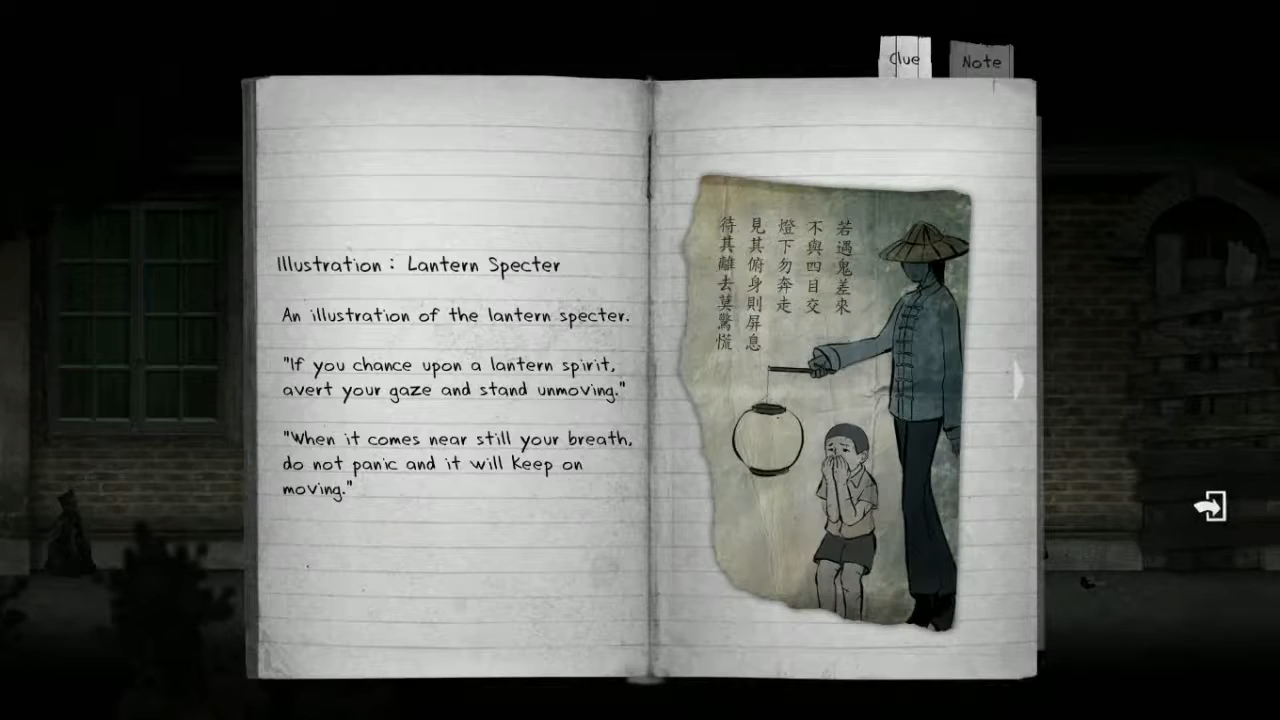 Clue
Note
Illustration : Lantern Specter
An illustration of the lantern specter.
"If you chance upon a lantern spirit,
avert your gaze and stand unmoving."
"When it comes near still your breath,
do not panic and it will keep on
moving."
若遇鬼差來
不與四目交
燈下勿奔走
見其俯身則屏息
待其離去莫驚慌